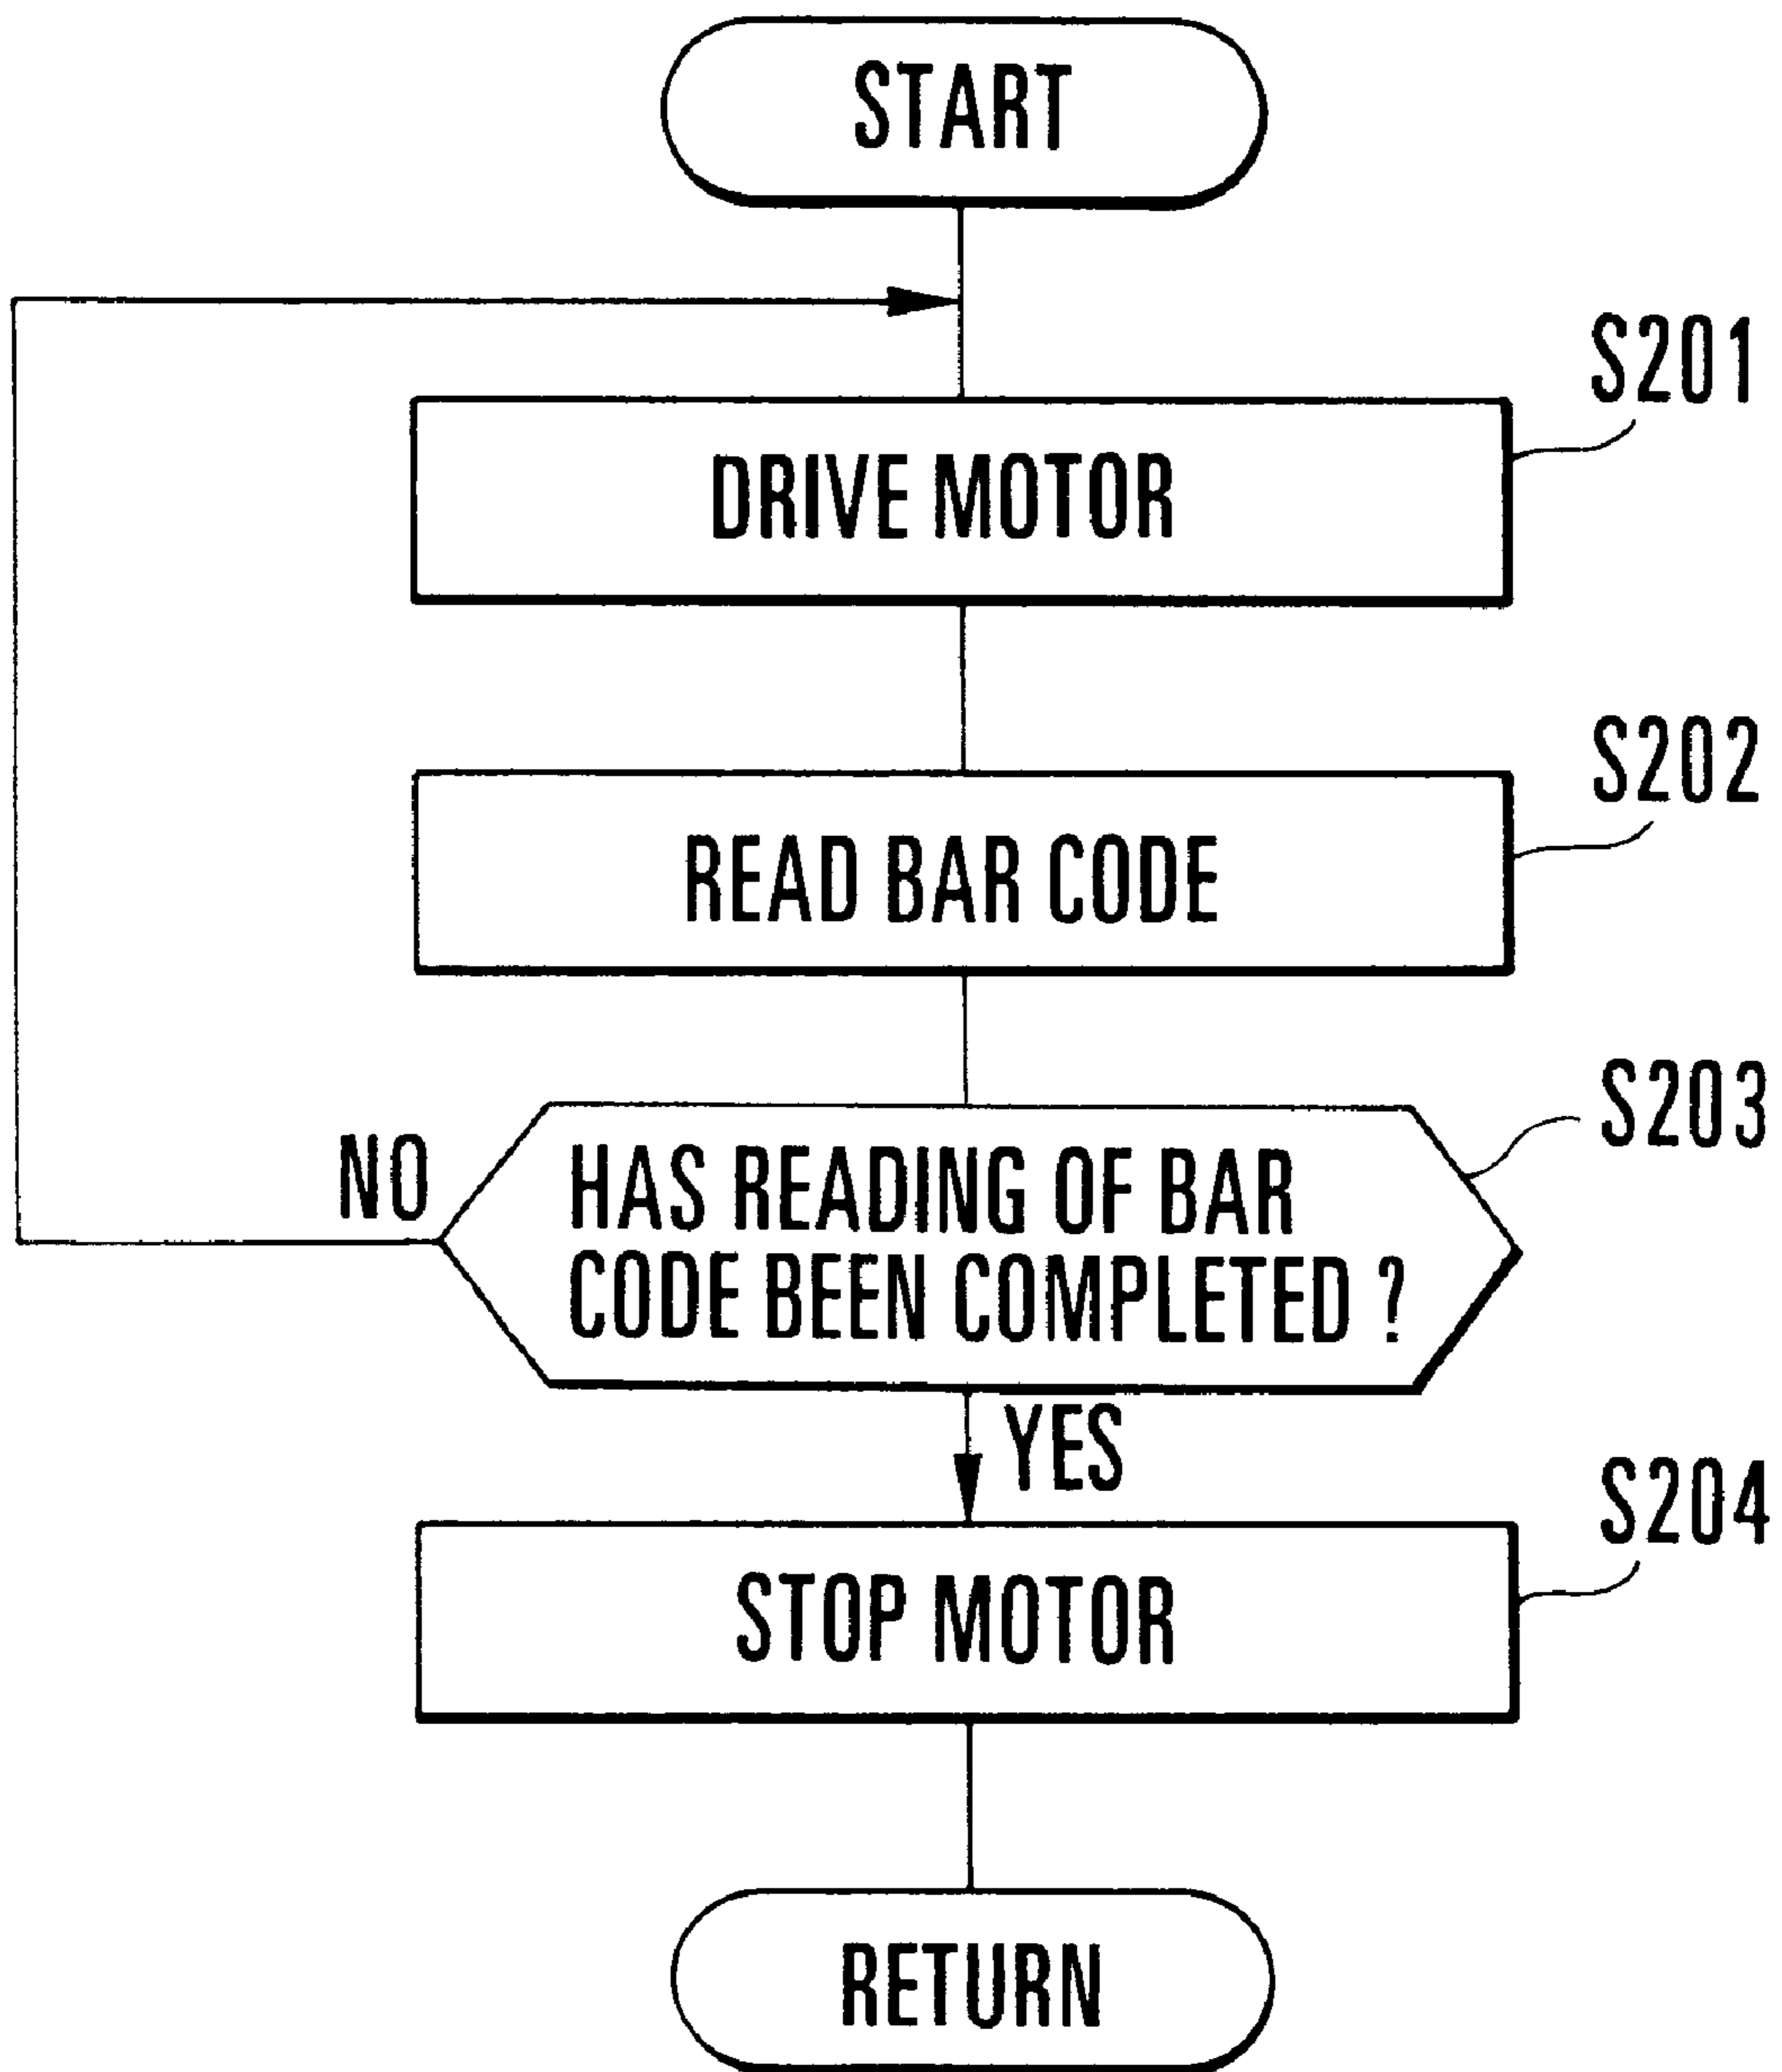 START
S201
DRIVE MOTOR
S202
READ BAR CODE
S203
NO
HAS READING OF BAR
CODE BEEN COMPLETED ?
YES
S204
STOP MOTOR
RETURN